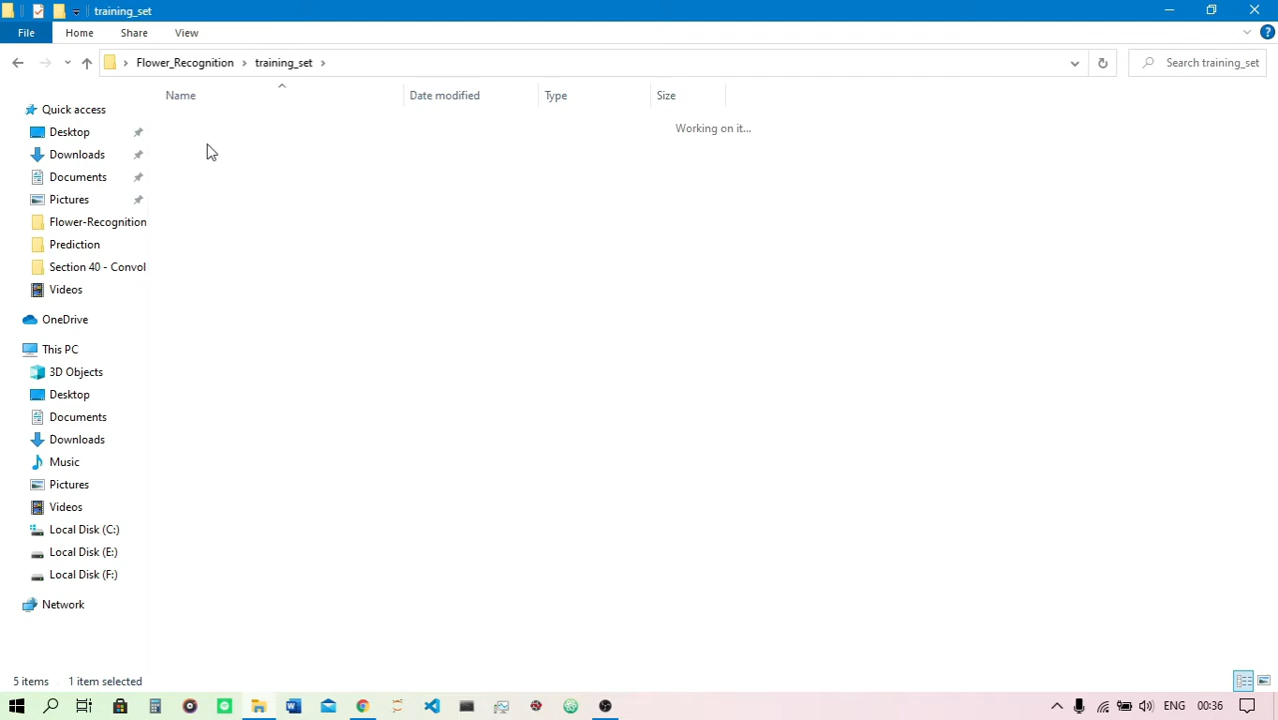 training_set
File Home Share View
Flower_Recognition training_set
Search training_set
Name Date modified Type Size
Working on it...
Quick access
Desktop
Downloads
Documents
Pictures
Flower-Recognition
Prediction
Section 40 - Convol
Videos
OneDrive
This PC
3D Objects
Desktop
Documents
Downloads
Music
Pictures
Videos
Local Disk (C:)
Local Disk (E:)
Local Disk (F:)
Network
5 items 1 item selected
ENG 00:36